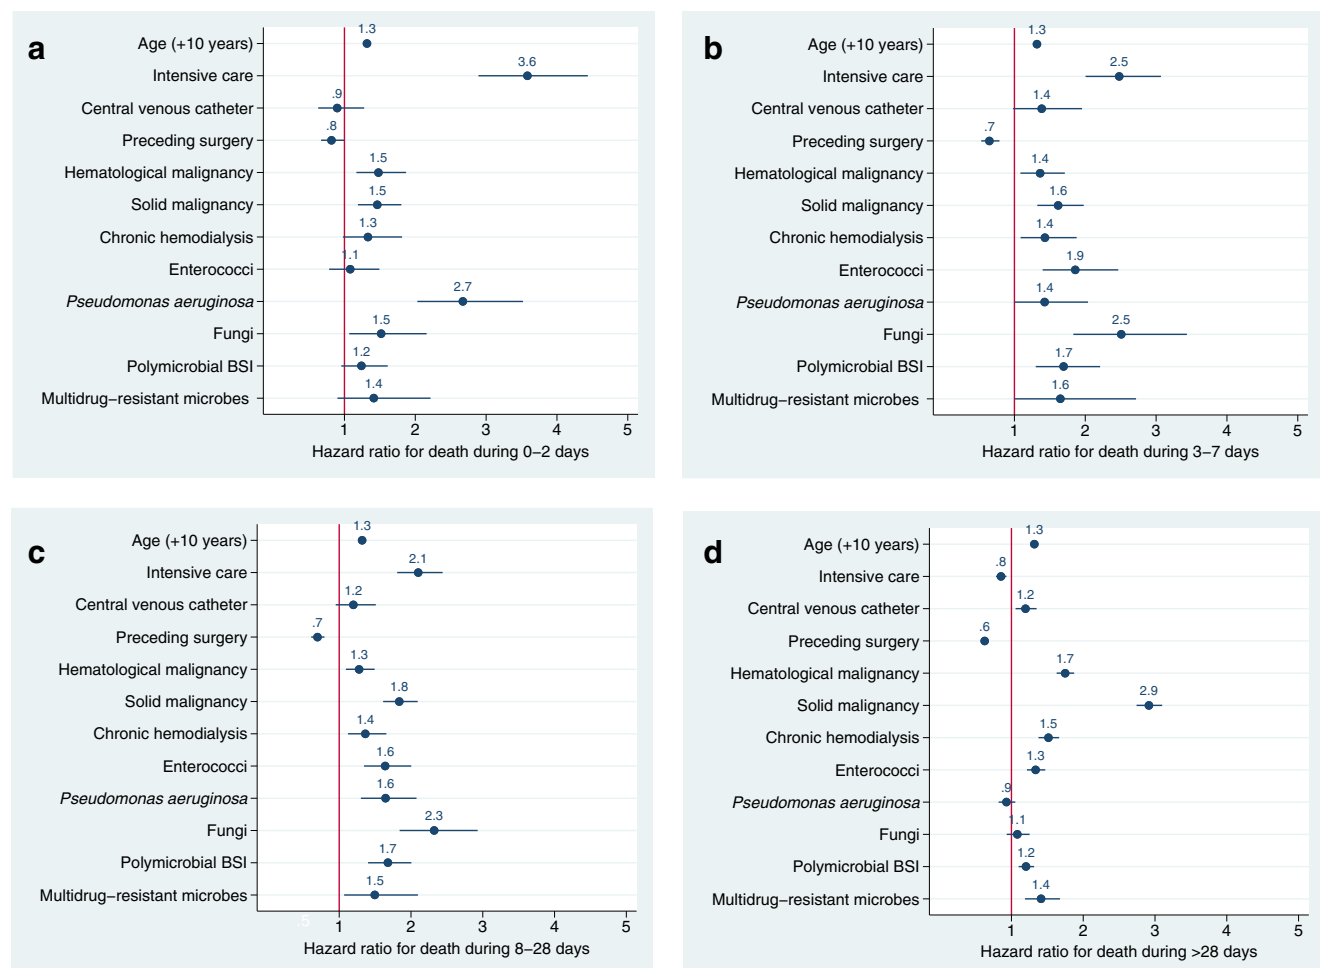 a
1.3
Age (+10 years)
3.6
Intensive care
.9
Central venous catheter
.8
Preceding surgery
1.5
Hematological malignancy
1.5
Solid malignancy
1.3
Chronic hemodialysis
1.1
Enterococci
2.7
Pseudomonas aeruginosa
1.5
Fungi
1.2
Polymicrobial BSI
1.4
Multidrug–resistant microbes
1 2 3 4 5
Hazard ratio for death during 0–2 days
b
1.3
Age (+10 years)
2.5
Intensive care
1.4
Central venous catheter
.7
Preceding surgery
1.4
Hematological malignancy
1.6
Solid malignancy
1.4
Chronic hemodialysis
1.9
Enterococci
1.4
Pseudomonas aeruginosa
2.5
Fungi
1.7
Polymicrobial BSI
1.6
Multidrug–resistant microbes
1 2 3 4 5
Hazard ratio for death during 3–7 days
c
1.3
Age (+10 years)
2.1
Intensive care
1.2
Central venous catheter
.7
Preceding surgery
1.3
Hematological malignancy
1.8
Solid malignancy
1.4
Chronic hemodialysis
1.6
Enterococci
1.6
Pseudomonas aeruginosa
2.3
Fungi
1.7
Polymicrobial BSI
1.5
Multidrug–resistant microbes
.5 1 2 3 4 5
Hazard ratio for death during 8–28 days
d
1.3
Age (+10 years)
.8
Intensive care
1.2
Central venous catheter
.6
Preceding surgery
1.7
Hematological malignancy
2.9
Solid malignancy
1.5
Chronic hemodialysis
1.3
Enterococci
.9
Pseudomonas aeruginosa
1.1
Fungi
1.2
Polymicrobial BSI
1.4
Multidrug–resistant microbes
1 2 3 4 5
Hazard ratio for death during >28 days